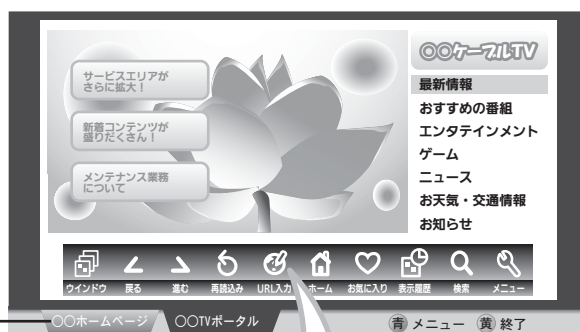 〇〇ケーブルTV
サービスエリアが
さらに拡大！
新着コンテンツが
盛りだくさん！
メンテナンス業務
について
最新情報
おすすめの番組
エンタテインメント
ゲーム
ニュース
お天気・交通情報
お知らせ
ウインドウ 戻る 進む 再読込み URL入力 ホーム お気に入り 表示履歴 検索 メニュー
〇〇ホームページ 〇〇TVポータル 青 メニュー 黄 終了